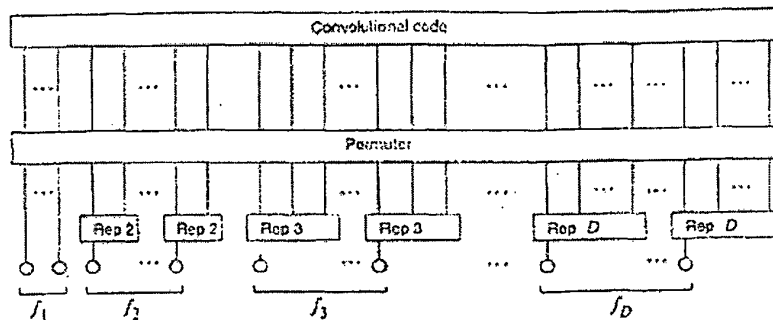 Convolutional code
... ... ... ... ... ...
Permuter
... ... ... ... ... ...
Rep 2 Rep 2 Rep 3 Rep 3 Rep D Rep D
... ... ... ...
f1 f2 f3 fD